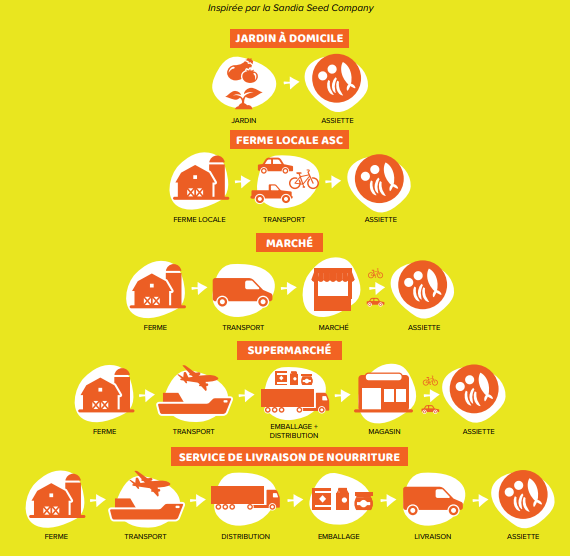 Inspirée par la Sandia Seed Company
JARDIN À DOMICILE
JARDIN
ASSIETTE
FERME LOCALE ASC
FERME LOCALE
TRANSPORT
ASSIETTE
MARCHÉ
FERME
TRANSPORT
MARCHÉ
ASSIETTE
SUPERMARCHÉ
FERME
TRANSPORT
EMBALLAGE +
DISTRIBUTION
MAGASIN
ASSIETTE
SERVICE DE LIVRAISON DE NOURRITURE
FERME
TRANSPORT
DISTRIBUTION
EMBALLAGE
LIVRAISON
ASSIETTE